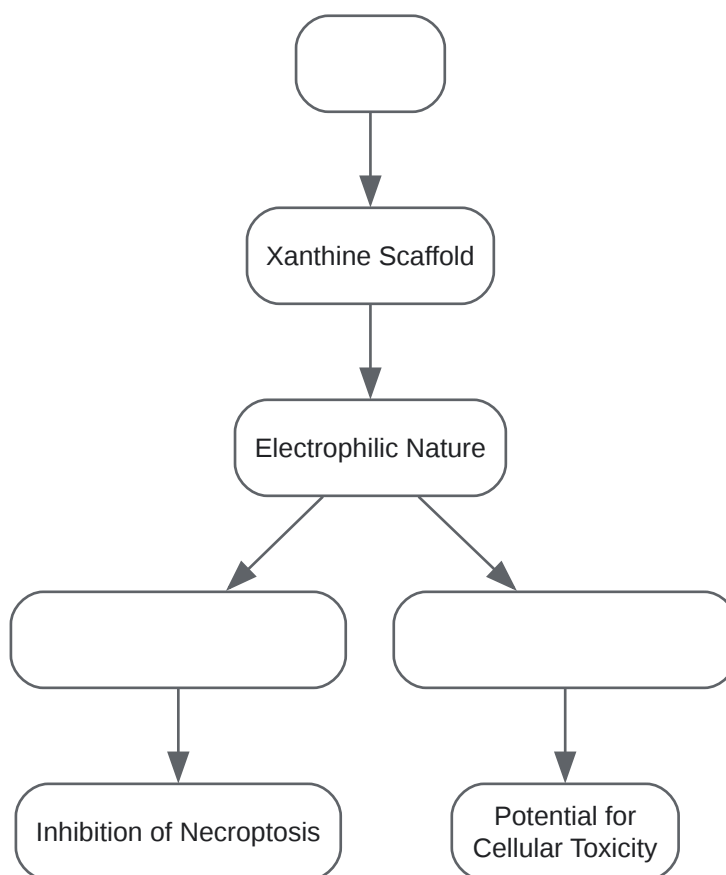 Xanthine Scaffold
Electrophilic Nature
Inhibition of Necroptosis
Potential for
Cellular Toxicity